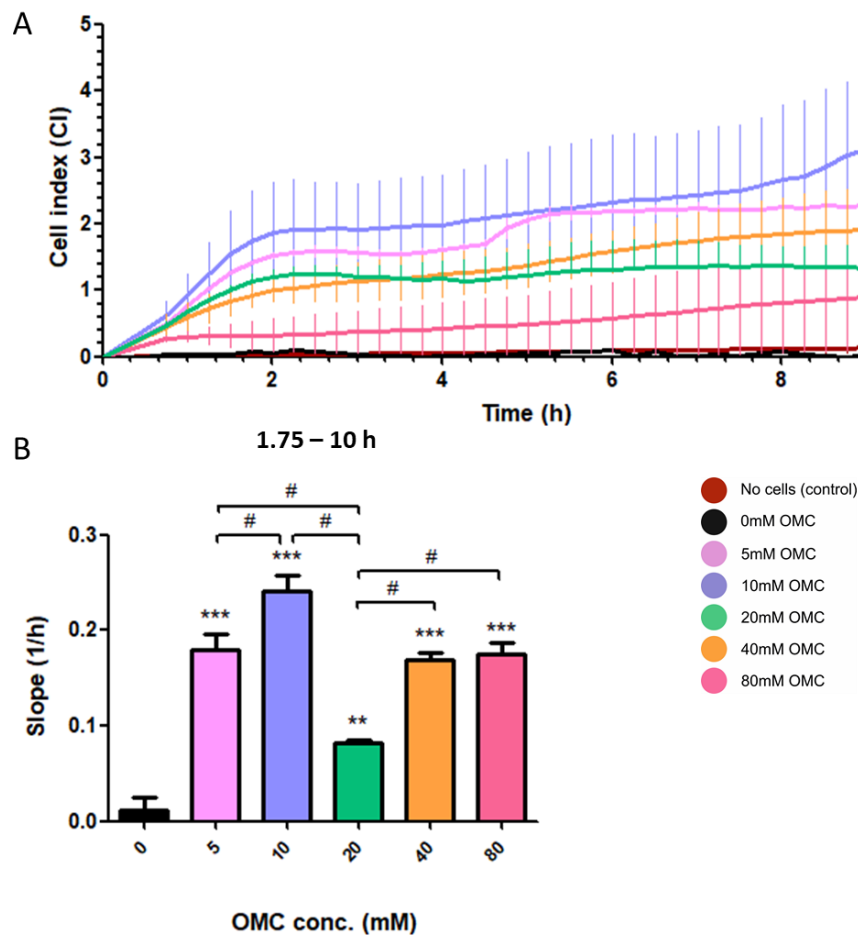 A
Cell index (CI)
5
4
3
2
1
0
0 2 4 6 8
Time (h)
1.75 – 10 h
B
Slope (1/h)
0.3
0.2
0.1
0.0
#
# #
#
#
***
***
**
***
***
0 5 10 20 40 80
OMC conc. (mM)
No cells (control)
0mM OMC
5mM OMC
10mM OMC
20mM OMC
40mM OMC
80mM OMC